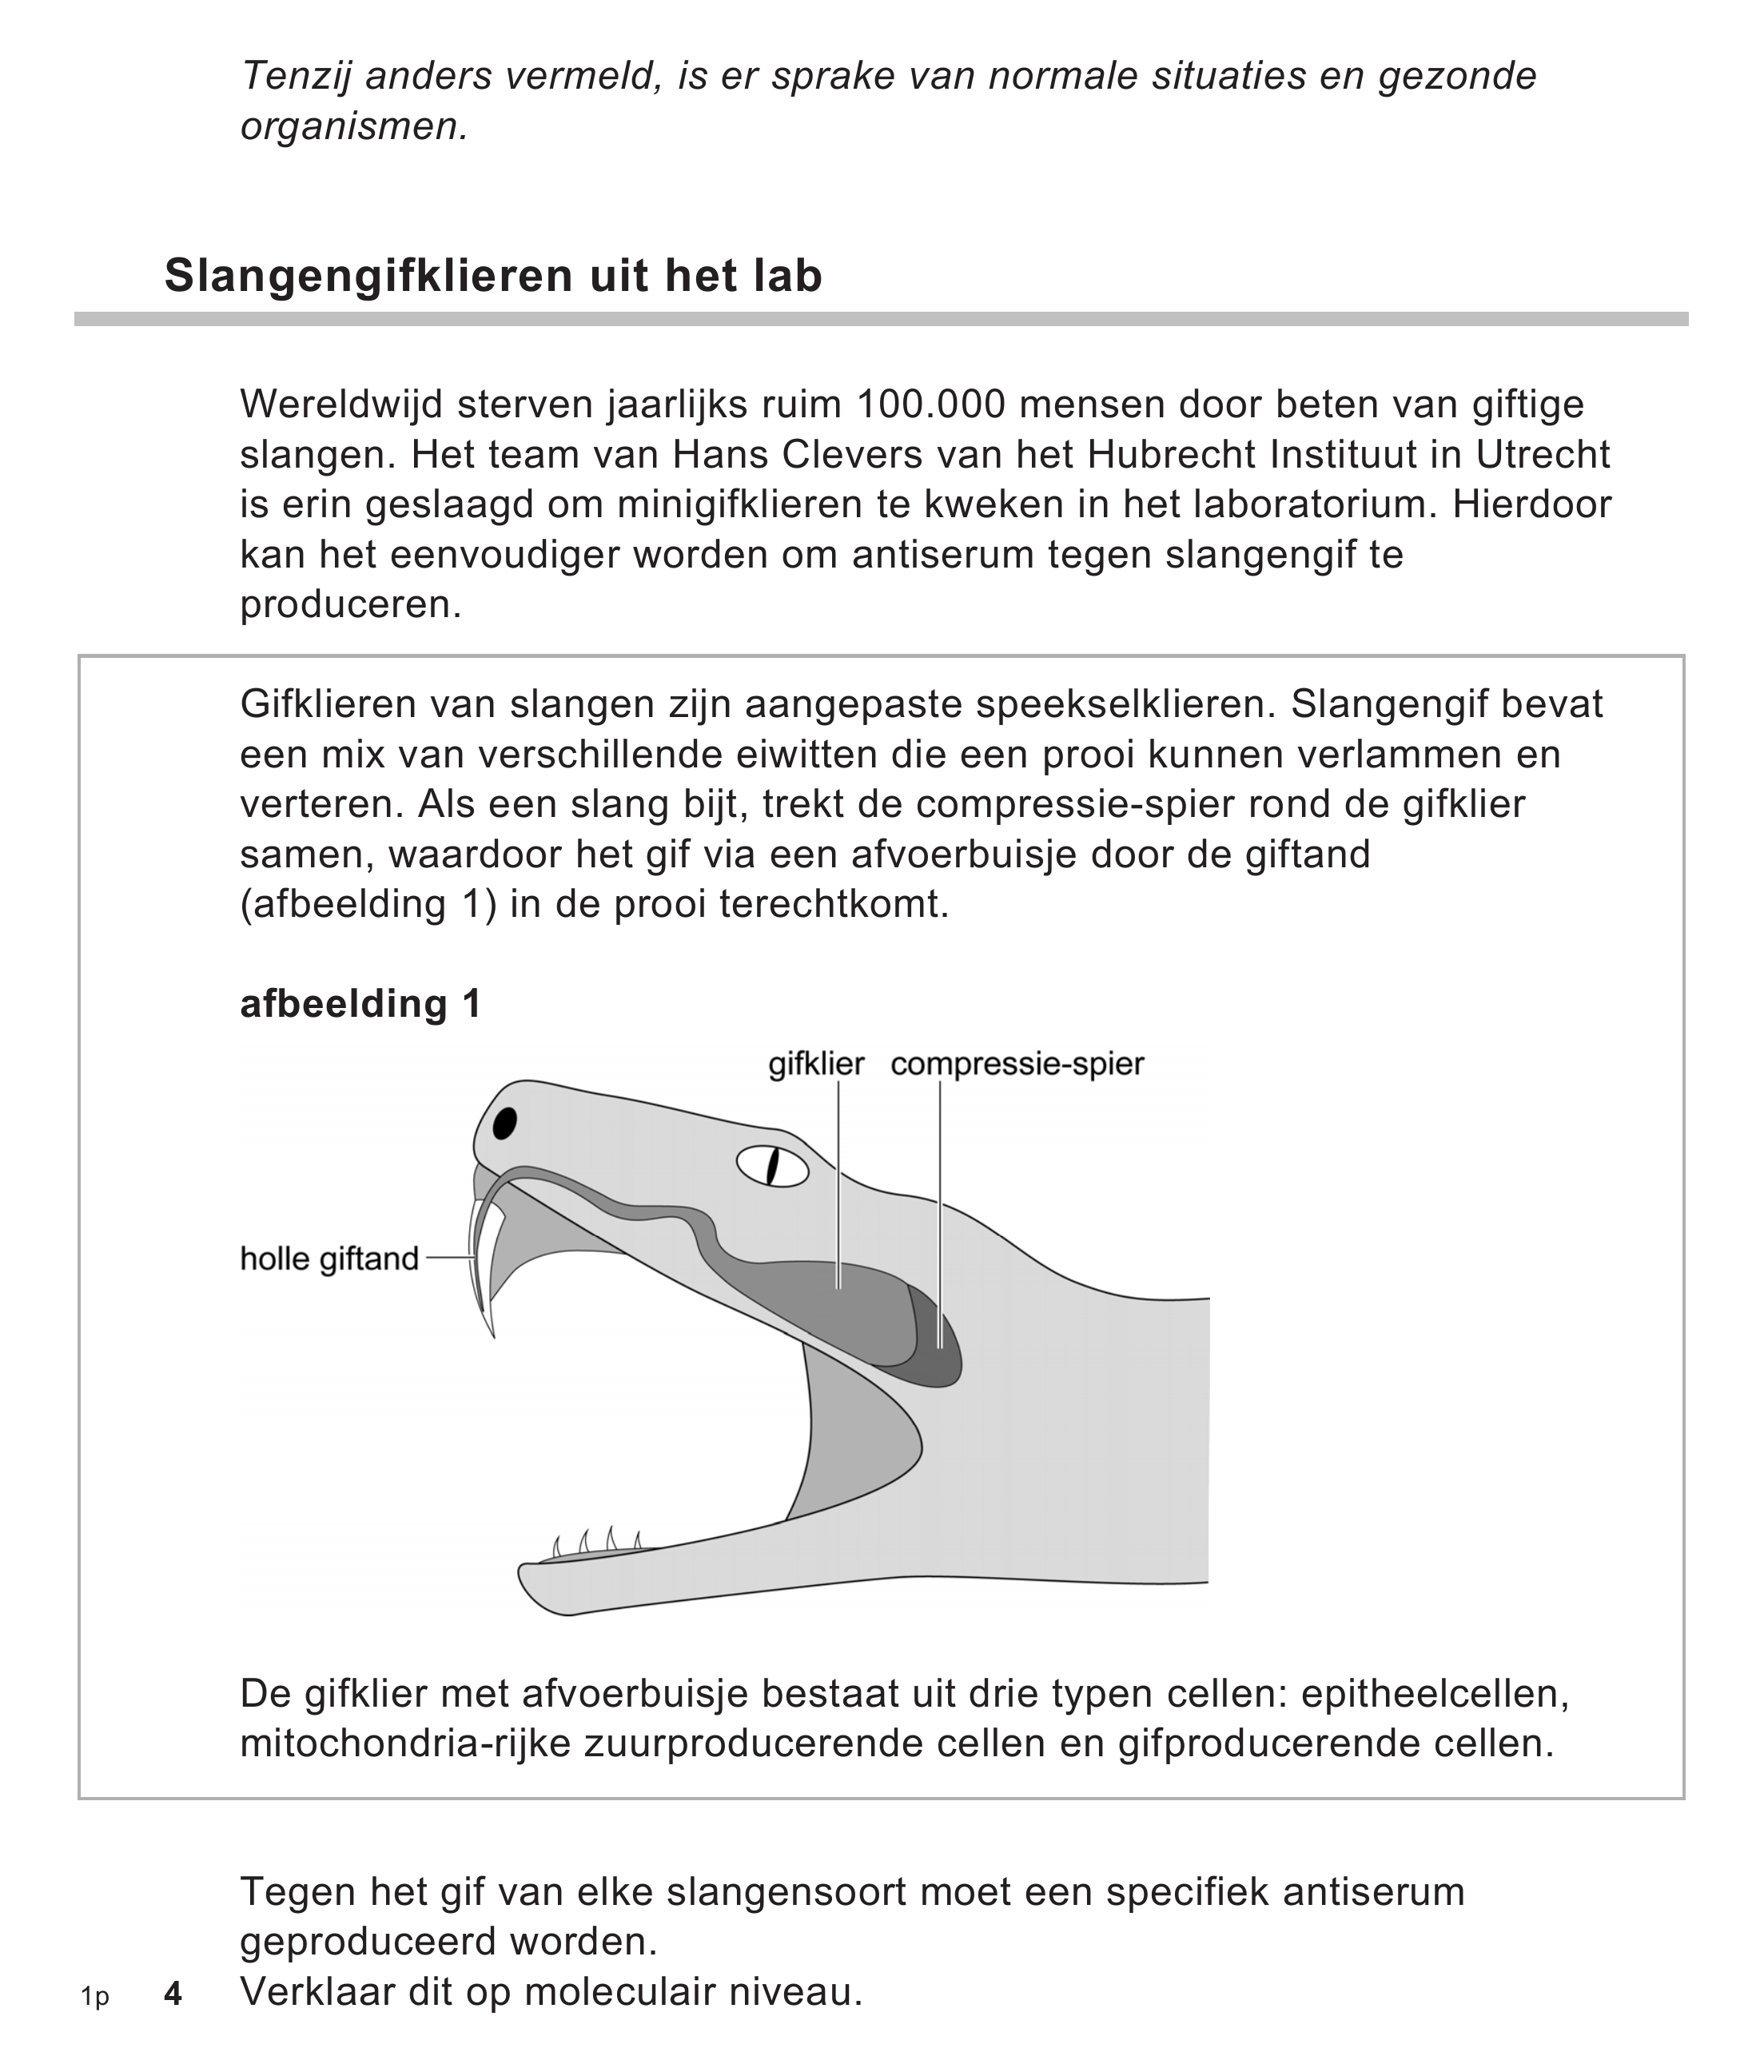 Tenzij anders vermeld, is er sprake van normale situaties en gezonde
organismen.
Slangengifklieren uit het lab
Wereldwijd sterven jaarlijks ruim 100.000 mensen door beten van giftige
slangen. Het team van Hans Clevers van het Hubrecht Instituut in Utrecht
is erin geslaagd om minigifklieren te kweken in het laboratorium. Hierdoor
kan het eenvoudiger worden om antiserum tegen slangengif te
produceren.
Gifklieren van slangen zijn aangepaste speekselklieren. Slangengif bevat
een mix van verschillende eiwitten die een prooi kunnen verlammen en
verteren. Als een slang bijt, trekt de compressie-spier rond de gifklier
samen, waardoor het gif via een afvoerbuisje door de giftand
(afbeelding 1) in de prooi terechtkomt.
afbeelding 1
gifklier compressie-spier
holle giftand
De gifklier met afvoerbuisje bestaat uit drie typen cellen: epitheelcellen,
mitochondria-rijke zuurproducerende cellen en gifproducerende cellen.
Tegen het gif van elke slangensoort moet een specifiek antiserum
geproduceerd worden.
1p 4 Verklaar dit op moleculair niveau.